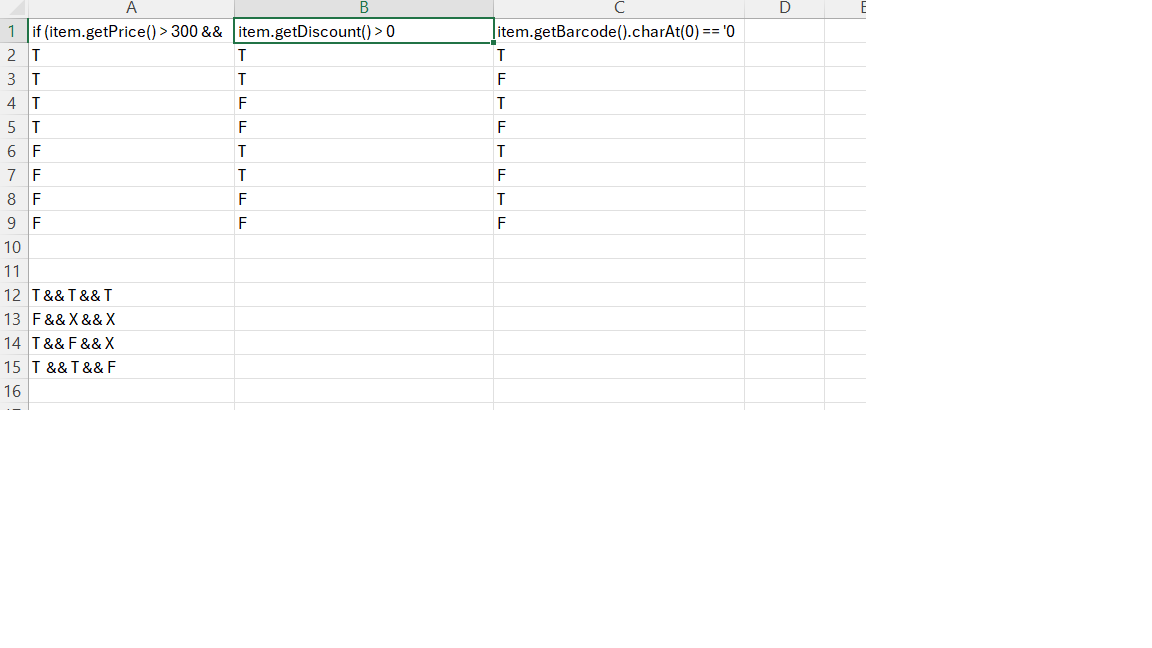 A B C D E
1 if (item.getPrice() > 300 && item.getDiscount() > 0 item.getBarcode().charAt(0) == '0
2 T T T
3 T T F
4 T F T
5 T F F
6 F T T
7 F T F
8 F F T
9 F F F
10
11
12 T && T && T
13 F && X && X
14 T && F && X
15 T && T && F
16